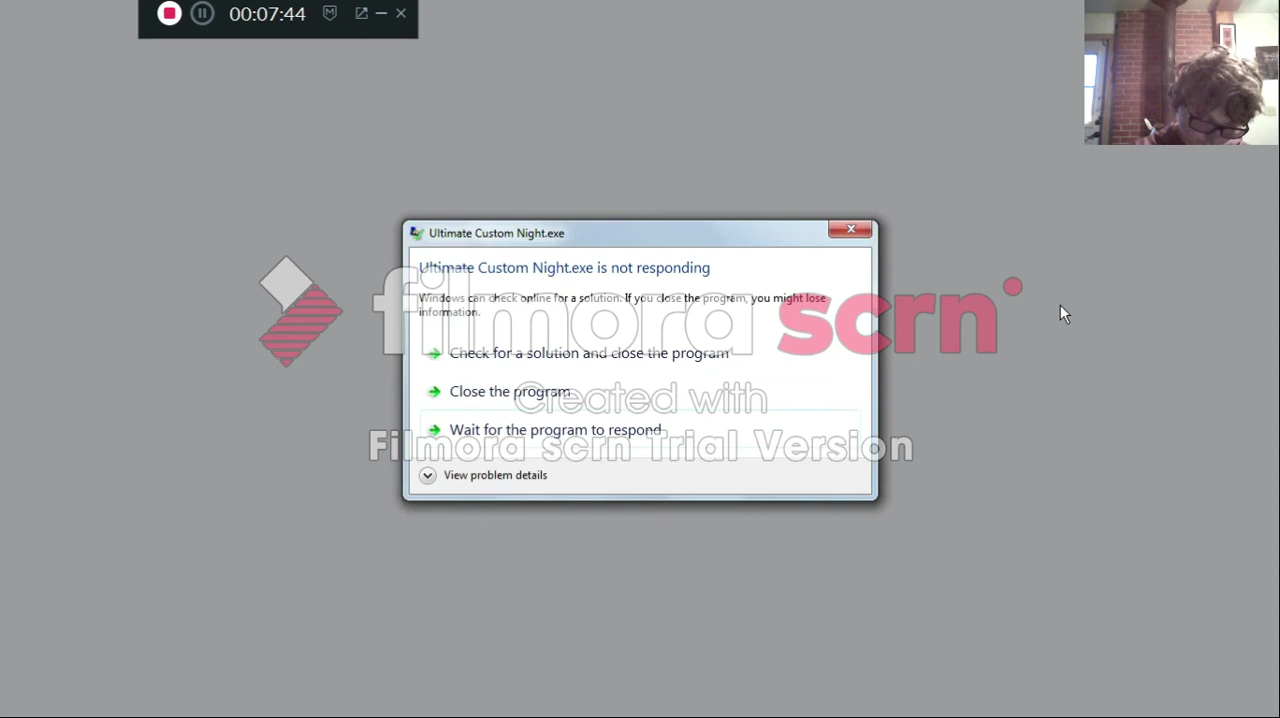 00:07:44
Ultimate Custom Night.exe
Ultimate Custom Night.exe is not responding
Windows can check online for a solution. If you close the program, you might lose
information.
filmora scrn
Check for a solution and close the program
Close the program
Created with
Wait for the program to respond
Filmora scrn Trial Version
View problem details